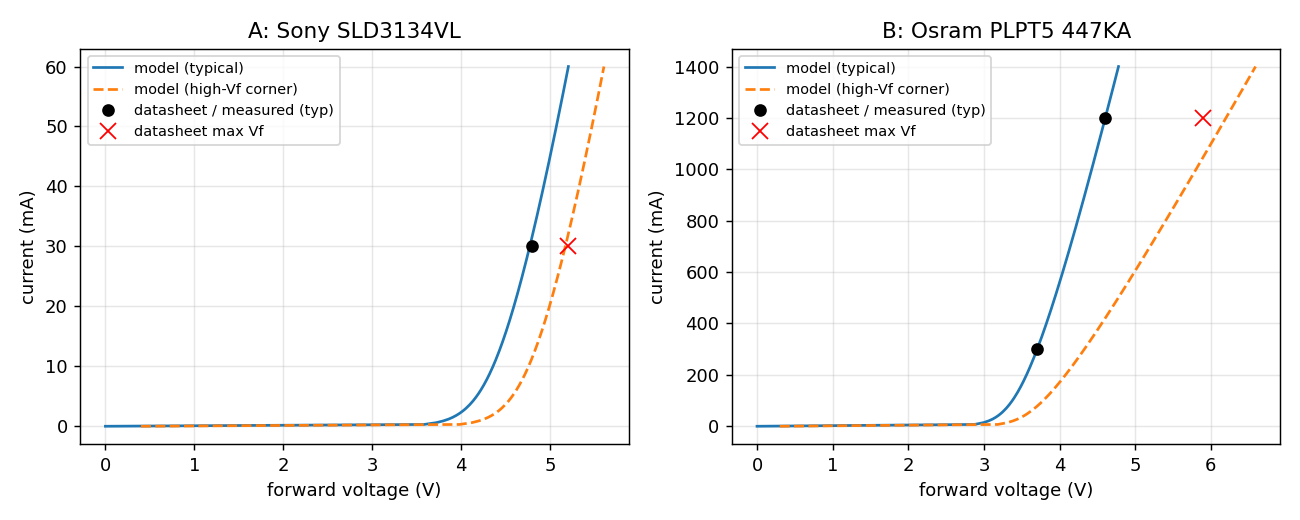 A: Sony SLD3134VL
model (typical)
model (high-Vf corner)
datasheet / measured (typ)
datasheet max Vf
60
50
40
30
20
10
0
current (mA)
0 1 2 3 4 5
forward voltage (V)
B: Osram PLPT5 447KA
model (typical)
model (high-Vf corner)
datasheet / measured (typ)
datasheet max Vf
1400
1200
1000
800
600
400
200
0
current (mA)
0 1 2 3 4 5 6
forward voltage (V)